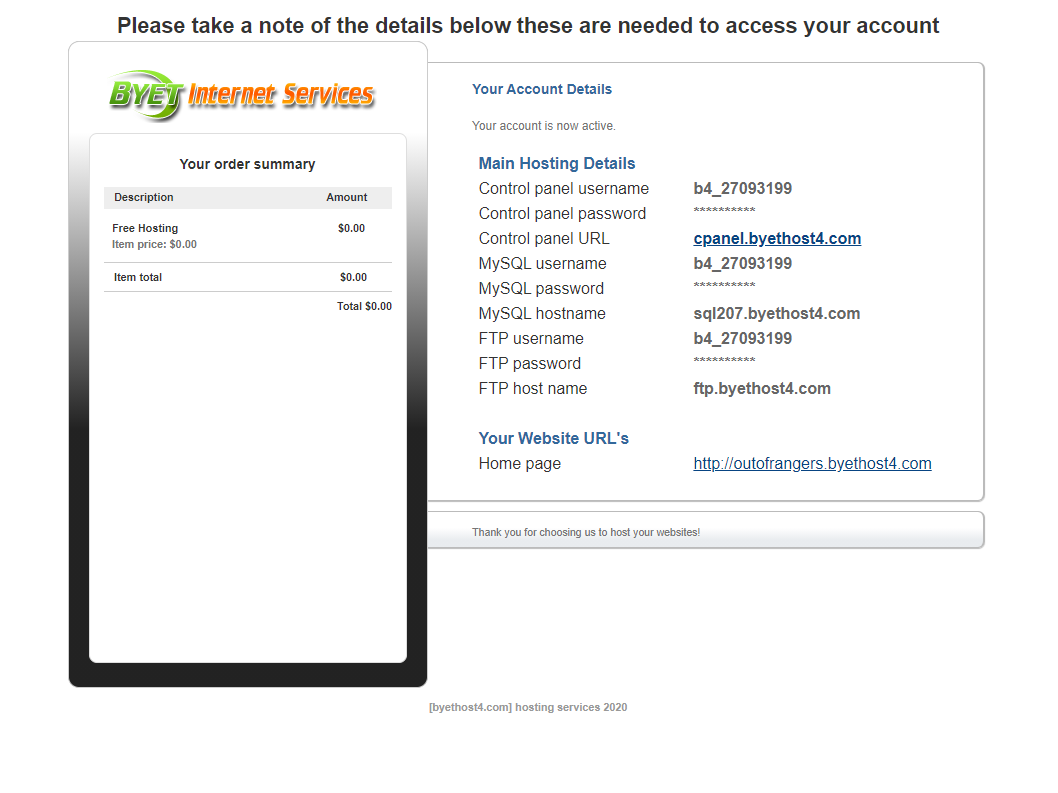 Please take a note of the details below these are needed to access your account
BYET Internet Services
Your order summary
Description Amount
Free Hosting $0.00
Item price: $0.00
Item total $0.00
Total $0.00
Your Account Details
Your account is now active.
Main Hosting Details
Control panel username b4_27093199
Control panel password **********
Control panel URL cpanel.byethost4.com
MySQL username b4_27093199
MySQL password **********
MySQL hostname sql207.byethost4.com
FTP username b4_27093199
FTP password **********
FTP host name ftp.byethost4.com
Your Website URL's
Home page http://outofrangers.byethost4.com
Thank you for choosing us to host your websites!
[byethost4.com] hosting services 2020